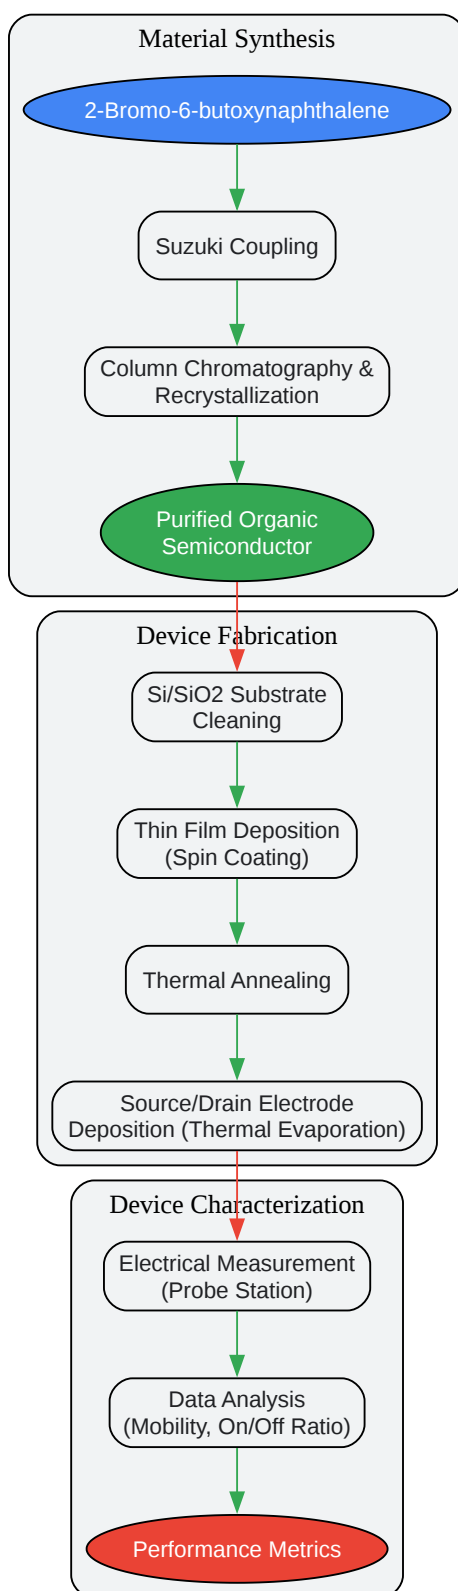 Material Synthesis
2-Bromo-6-butoxynaphthalene
Suzuki Coupling
Column Chromatography &
Recrystallization
Purified Organic
Semiconductor
Device Fabrication
Si/SiO2 Substrate
Cleaning
Thin Film Deposition
(Spin Coating)
Thermal Annealing
Source/Drain Electrode
Deposition (Thermal Evaporation)
Device Characterization
Electrical Measurement
(Probe Station)
Data Analysis
(Mobility, On/Off Ratio)
Performance Metrics